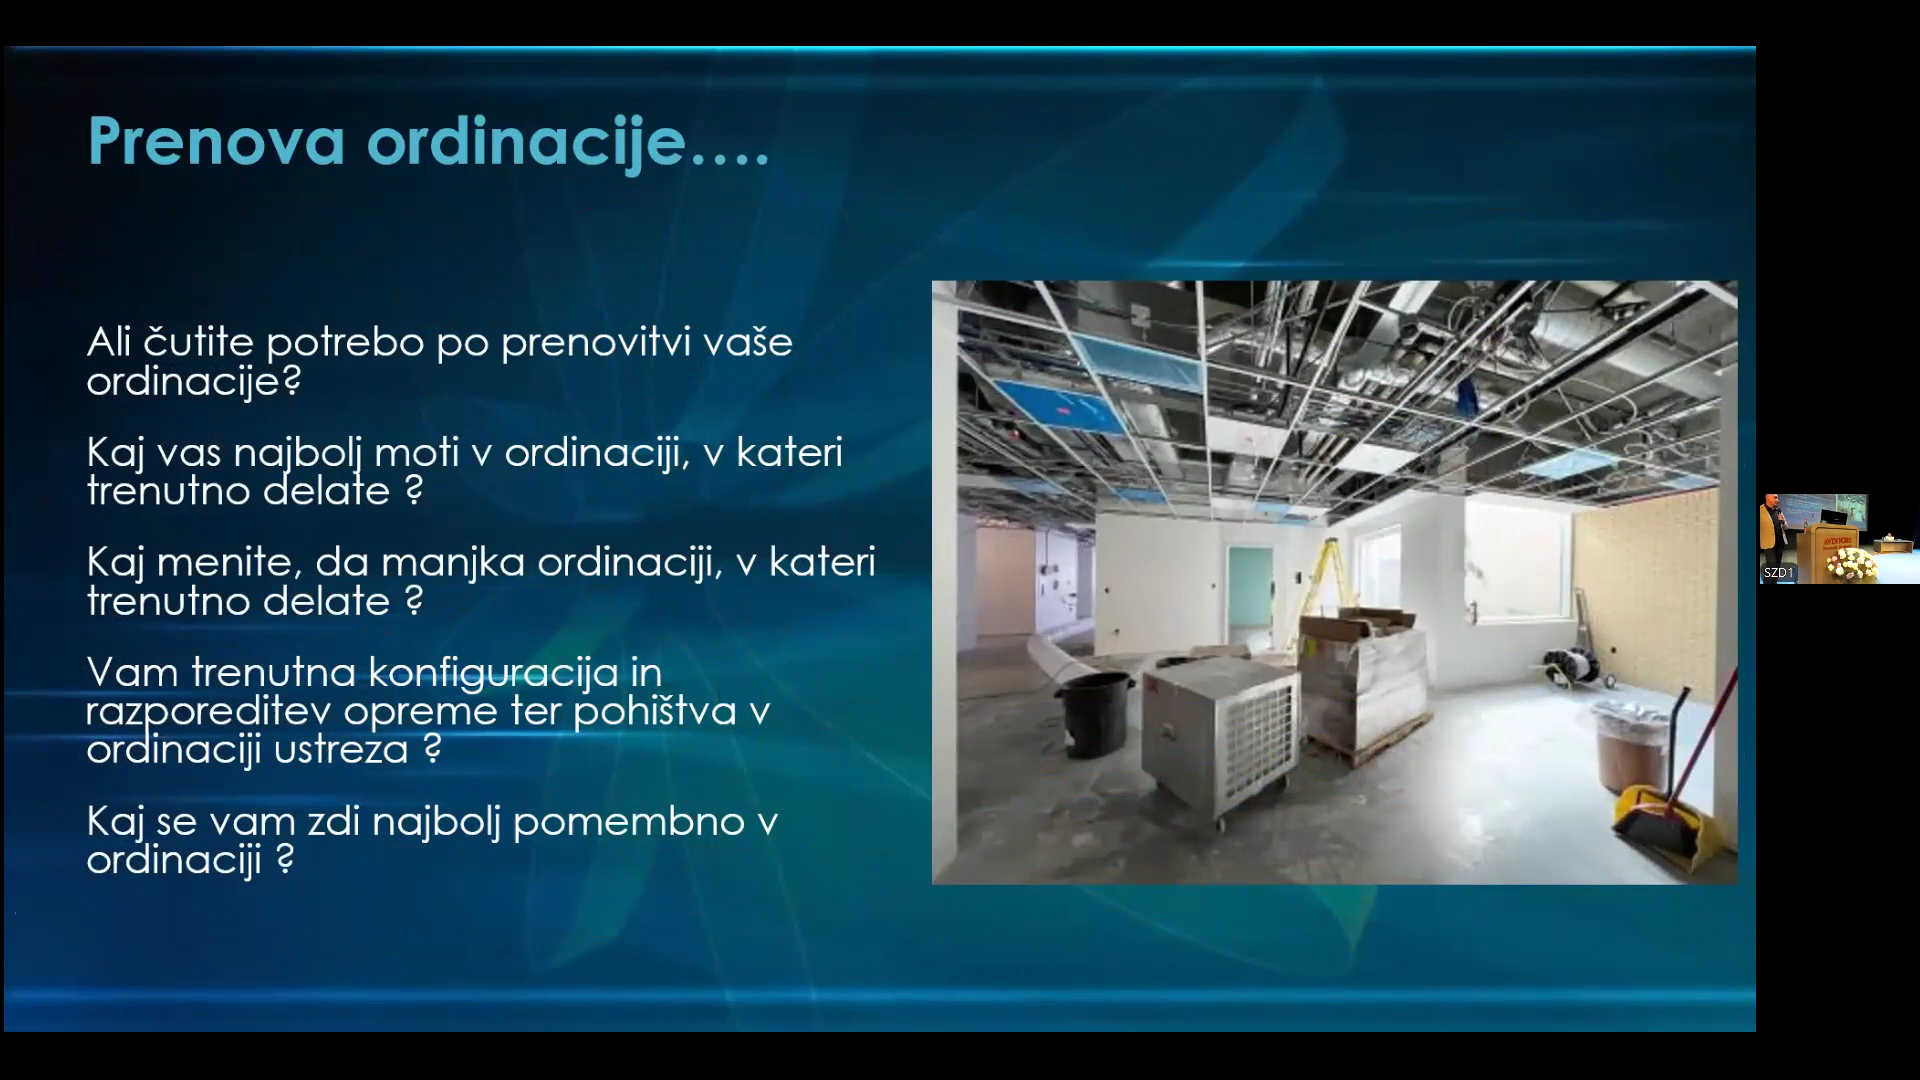 Prenova ordinacije....
Ali čutite potrebo po prenovitvi vaše
ordinacije?
Kaj vas najbolj moti v ordinaciji, v kateri
trenutno delate ?
Kaj menite, da manjka ordinaciji, v kateri
trenutno delate ?
Vam trenutna konfiguracija in
razporeditev opreme ter pohištva v
ordinaciji ustreza ?
Kaj se vam zdi najbolj pomembno v
ordinaciji ?
SZD1